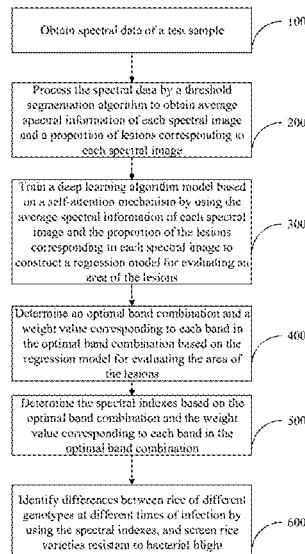 Obtain spectral data of a test sample
100
Process the spectral data by a threshold
segmentation algorithm to obtain average
spectral information of each spectral image
and a proportion of lesions corresponding to
each spectral image
200
Train a deep learning algorithm model based
on a self-attention mechanism by using the
average spectral information of each spectral
image and the proportion of the lesions
corresponding to each spectral image to
construct a regression model for evaluating an
area of the lesions
300
Determine an optimal band combination and a
weight value corresponding to each band in
the optimal band combination based on the
regression model for evaluating the area of
the lesions
400
Determine the spectral indexes based on the
optimal band combination and the weight
value corresponding to each band in the
optimal band combination
500
Identify differences between rice of different
genotypes at different times of infection by
using the spectral indexes, and screen rice
varieties resistant to bacterial blight
600